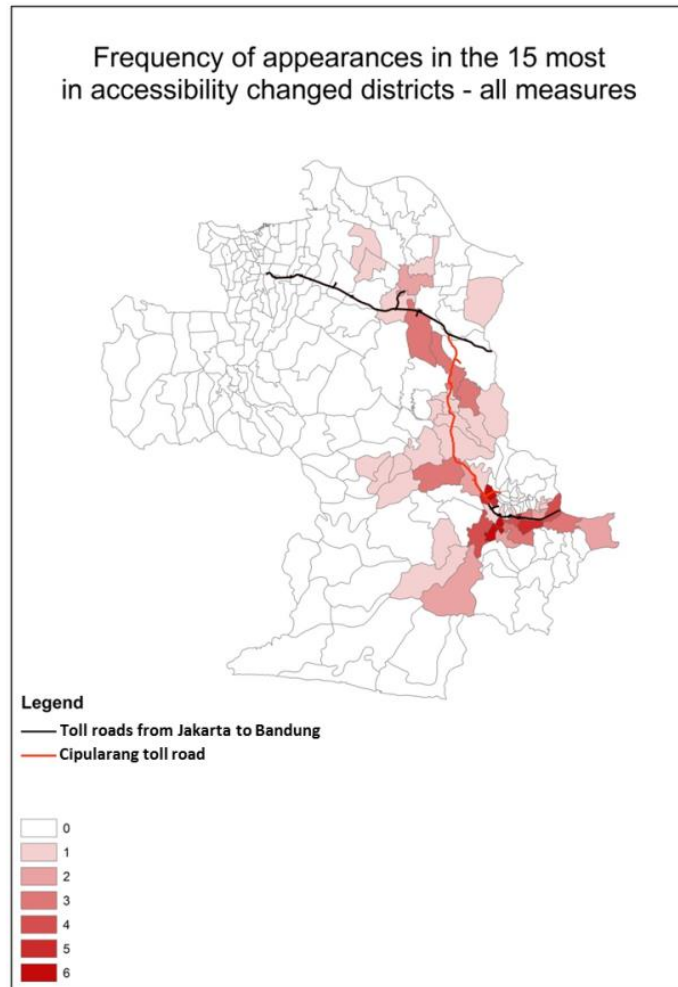 Frequency of appearances in the 15 most
in accessibility changed districts - all measures
Legend
Toll roads from Jakarta to Bandung
Cipularang toll road
0
1
2
3
4
5
6